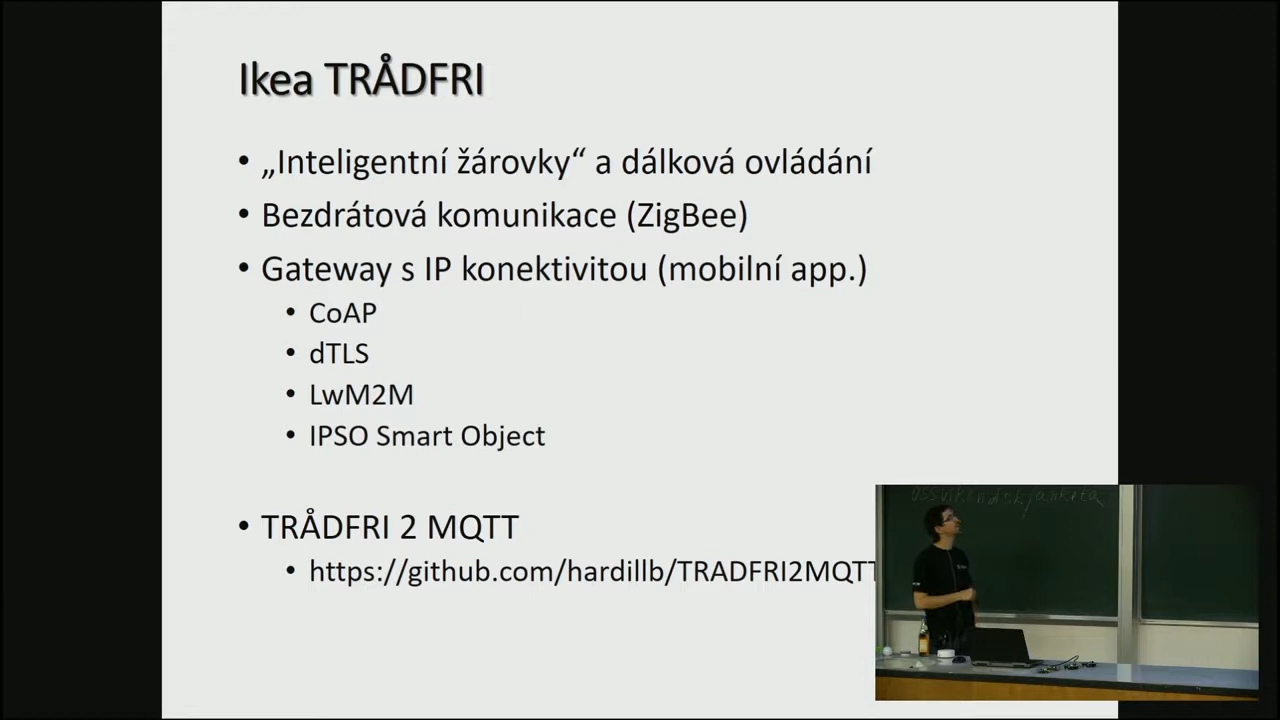 Ikea TRÅDFRI
• „Inteligentní žárovky“ a dálková ovládání
• Bezdrátová komunikace (ZigBee)
• Gateway s IP konektivitou (mobilní app.)
• CoAP
• dTLS
• LwM2M
• IPSO Smart Object
• TRÅDFRI 2 MQTT
• https://github.com/hardillb/TRADFRI2MQTT